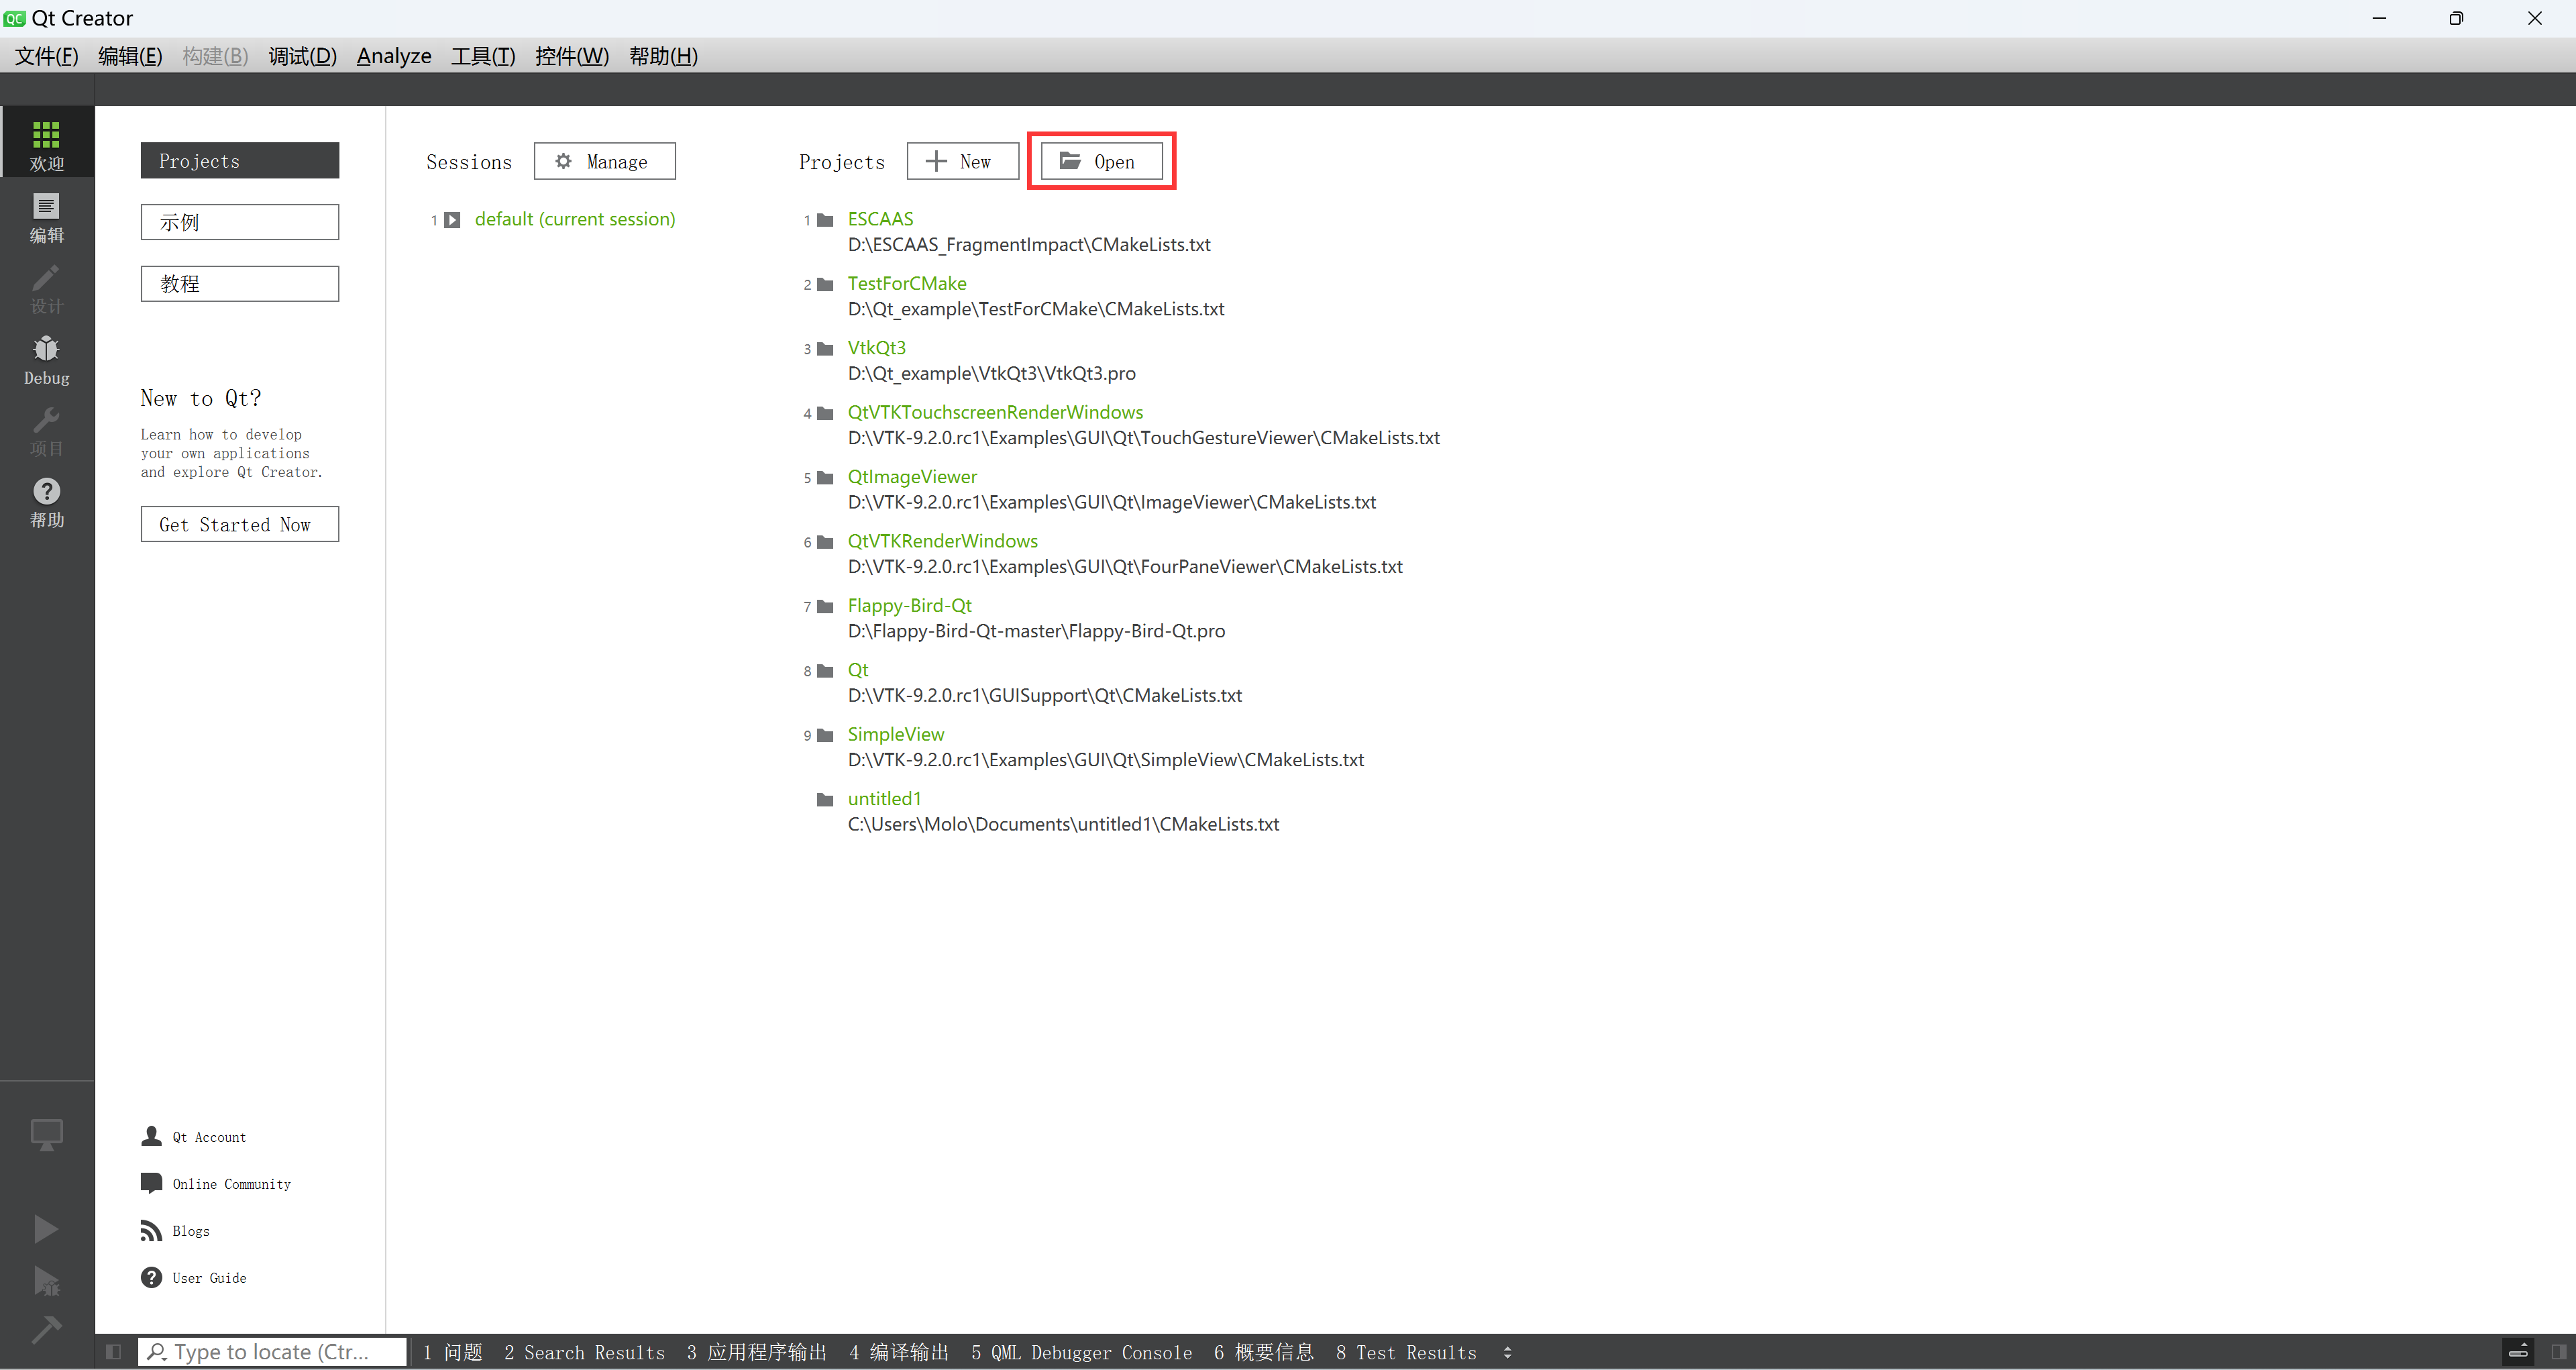 Qt Creator
文件(F) 编辑(E) 构建(B) 调试(D) Analyze 工具(T) 控件(W) 帮助(H)
欢迎
编辑
设计
Debug
项目
帮助
Projects
示例
教程
New to Qt?
Learn how to develop
your own applications
and explore Qt Creator.
Get Started Now
Qt Account
Online Community
Blogs
User Guide
Sessions Manage
1 default (current session)
Projects New Open
1 ESCAAS
D:\ESCAAS_FragmentImpact\CMakeLists.txt
2 TestForCMake
D:\Qt_example\TestForCMake\CMakeLists.txt
3 VtkQt3
D:\Qt_example\VtkQt3\VtkQt3.pro
4 QtVTKTouchscreenRenderWindows
D:\VTK-9.2.0.rc1\Examples\GUI\Qt\TouchGestureViewer\CMakeLists.txt
5 QtImageViewer
D:\VTK-9.2.0.rc1\Examples\GUI\Qt\ImageViewer\CMakeLists.txt
6 QtVTKRenderWindows
D:\VTK-9.2.0.rc1\Examples\GUI\Qt\FourPaneViewer\CMakeLists.txt
7 Flappy-Bird-Qt
D:\Flappy-Bird-Qt-master\Flappy-Bird-Qt.pro
8 Qt
D:\VTK-9.2.0.rc1\GUISupport\Qt\CMakeLists.txt
9 SimpleView
D:\VTK-9.2.0.rc1\Examples\GUI\Qt\SimpleView\CMakeLists.txt
untitled1
C:\Users\Molo\Documents\untitled1\CMakeLists.txt
Type to locate (Ctr... 1 问题 2 Search Results 3 应用程序输出 4 编译输出 5 QML Debugger Console 6 概要信息 8 Test Results